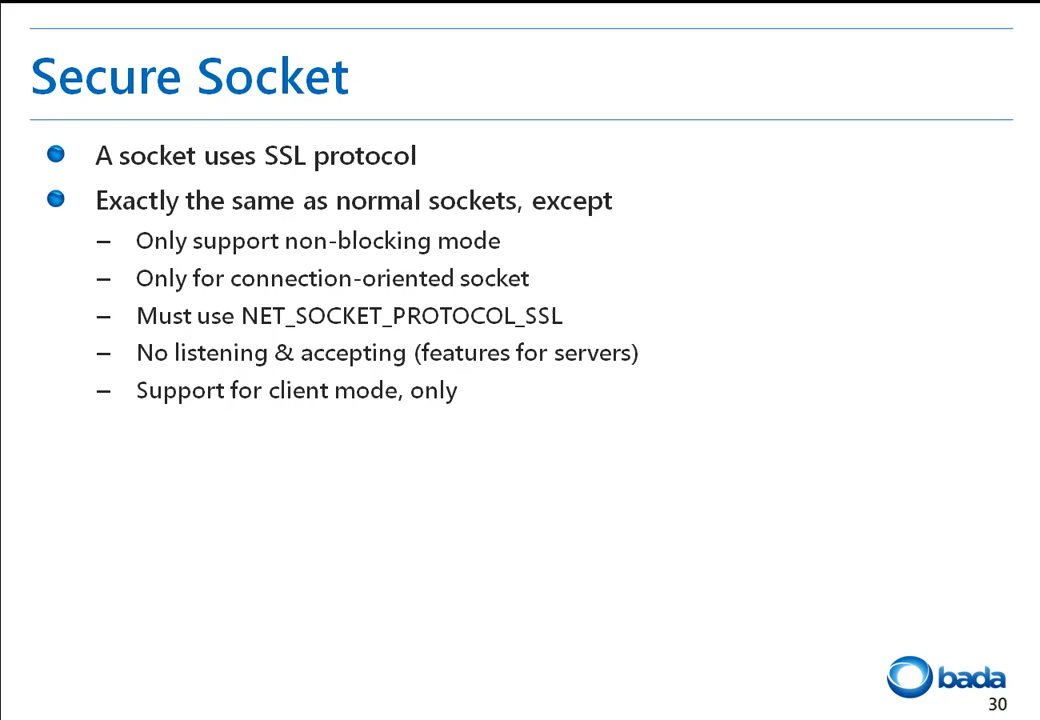 Secure Socket
A socket uses SSL protocol
Exactly the same as normal sockets, except
– Only support non-blocking mode
– Only for connection-oriented socket
– Must use NET_SOCKET_PROTOCOL_SSL
– No listening & accepting (features for servers)
– Support for client mode, only
bada
30